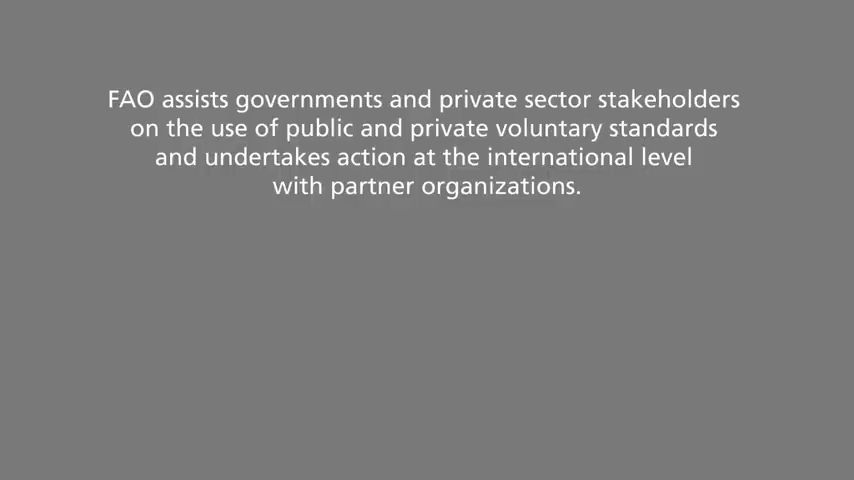 FAO assists governments and private sector stakeholders
on the use of public and private voluntary standards
and undertakes action at the international level
with partner organizations.